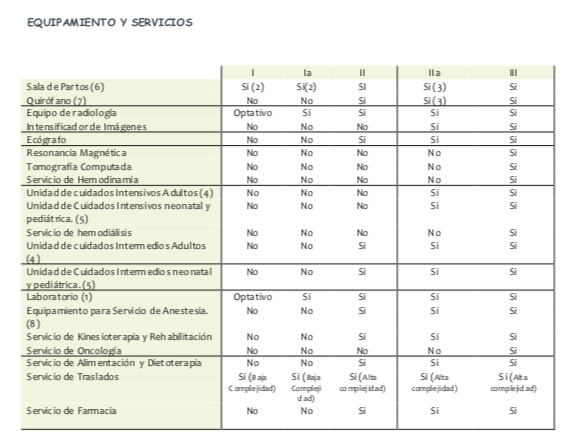 EQUIPAMIENTO Y SERVICIOS
I Ia II IIa III
Sala de Partos (6) Si (2) Si(2) SI Si (3) Si
Quirófano (7) No No Si Si (3) Si
Equipo de radiología Optativo Si Si Si Si
Intensificador de Imágenes No No No Si Si
Ecógrafo No No Si Si Si
Resonancia Magnética No No No No Si
Tomografía Computada No No No No Si
Servicio de Hemodinamia No No No No Si
Unidad de cuidados Intensivos Adultos (4) No No No Si Si
Unidad de Cuidados Intensivos neonatal y No No No Si Si
pediátrica. (5)
Servicio de hemodiálisis No No No No Si
Unidad de cuidados Intermedios Adultos No No Si Si Si
(4)
Unidad de Cuidados Intermedios neonatal No No Si Si Si
y pediátrica. (5)
Laboratorio (1) Optativo Si Si Si Si
Equipamiento para Servicio de Anestesia. No No Si Si Si
(8)
Servicio de Kinesioterapia y Rehabilitación No No Si Si Si
Servicio de Oncología No No No No Si
Servicio de Alimentación y Dietoterapia No No Si Si Si
Servicio de Traslados Si (Baja Si (Baja Si (Alta Si (Alta Si (Alta
Complejidad) Compleji complejidad) complejidad) complejidad)
dad)
Servicio de Farmacia No No Si Si Si